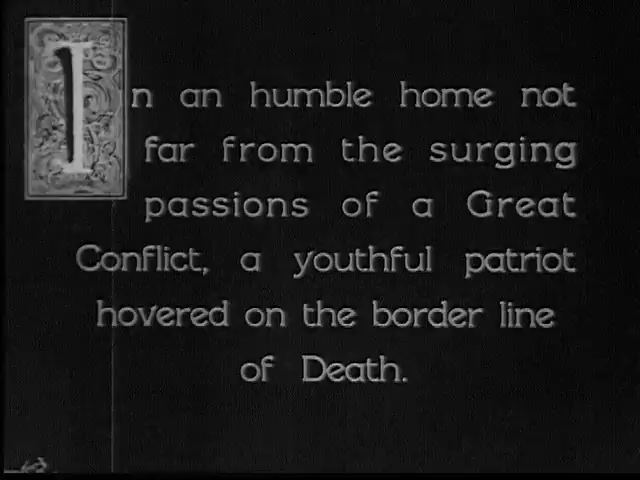 In an humble home not
far from the surging
passions of a Great
Conflict, a youthful patriot
hovered on the border line
of Death.